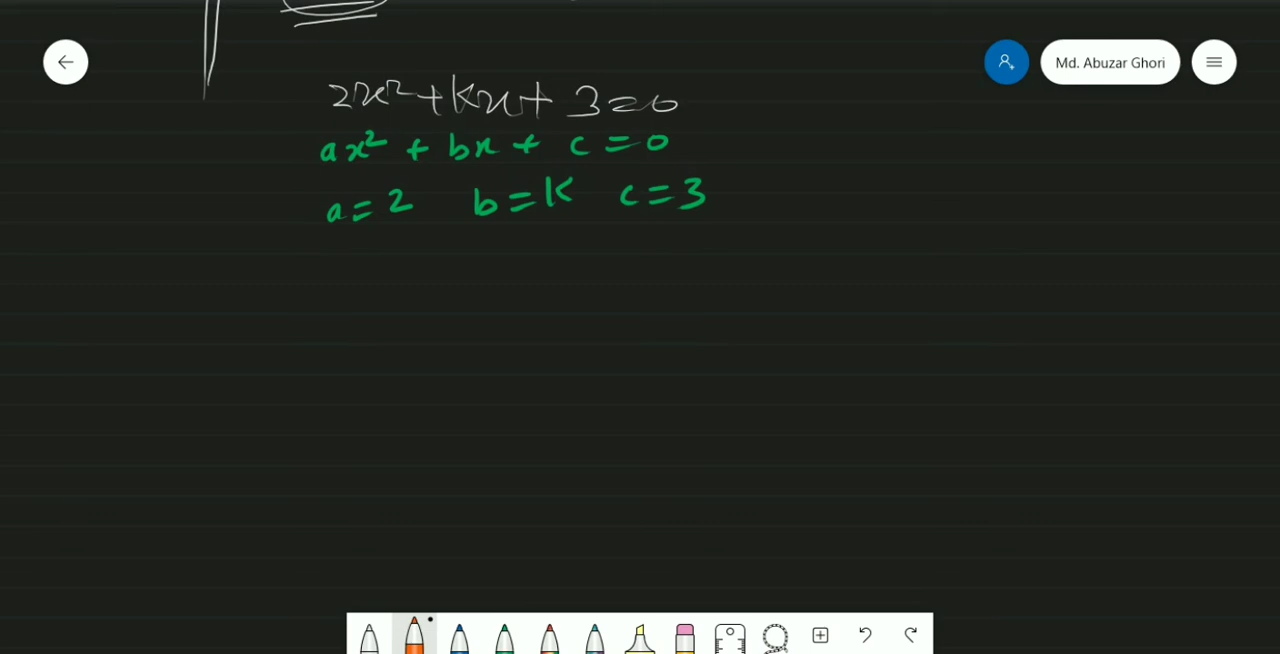 Md. Abuzar Ghori
2x²+kx+ 3=0
ax² + bx + c = 0
a = 2 b = K c = 3